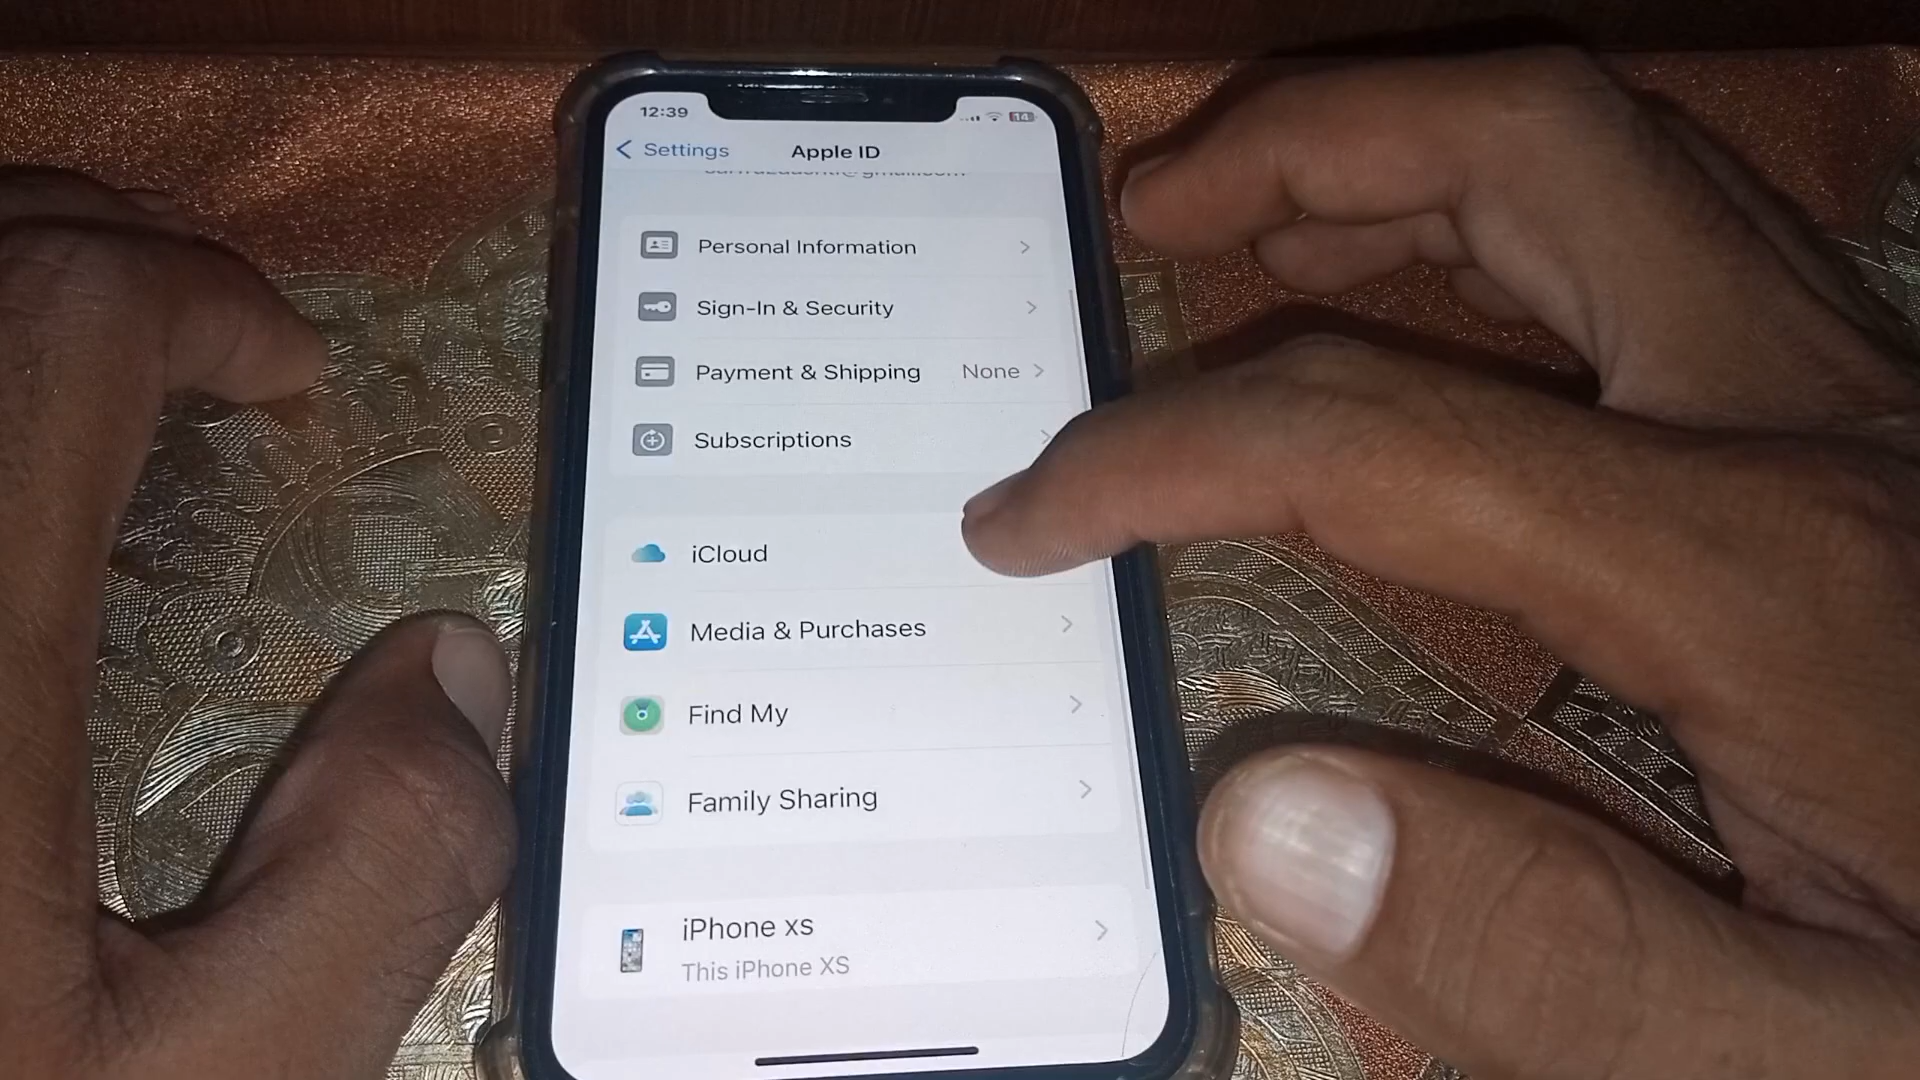 12:39
14
Settings
Apple ID
Personal Information
Sign-In & Security
Payment & Shipping None
Subscriptions
iCloud
Media & Purchases
Find My
Family Sharing
iPhone xs
This iPhone XS